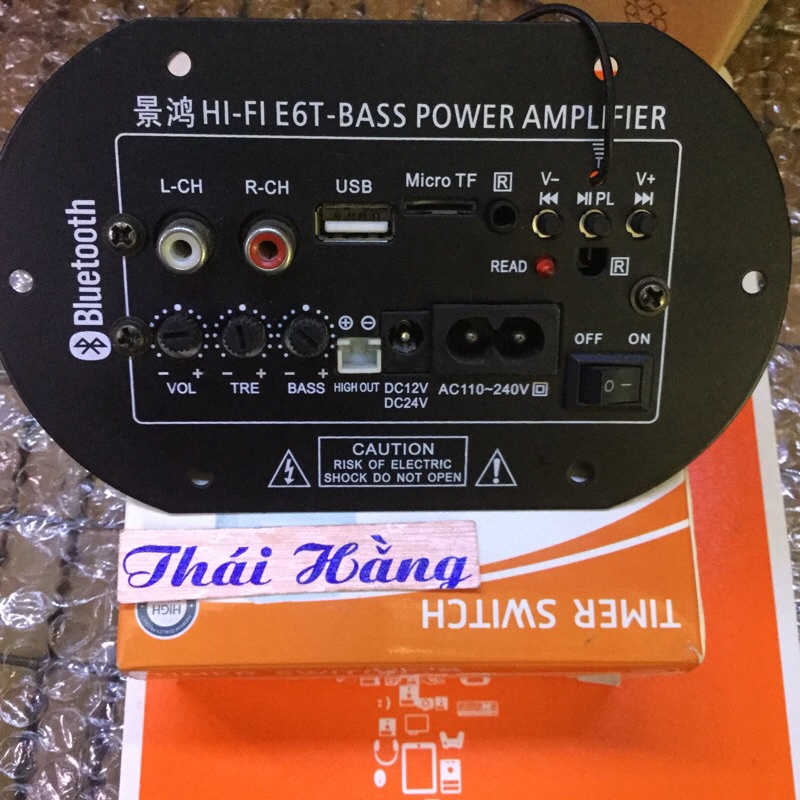 景鸿 HI-FI E6T-BASS POWER AMPLIFIER
L-CH R-CH USB Micro TF R V- V+
PL
READ R
Bluetooth
OFF ON
- + - + - +
VOL TRE BASS HIGH OUT DC12V AC110~240V
DC24V
CAUTION
RISK OF ELECTRIC
SHOCK DO NOT OPEN
Thái Hằng
HIGH
TIMER SWITCH